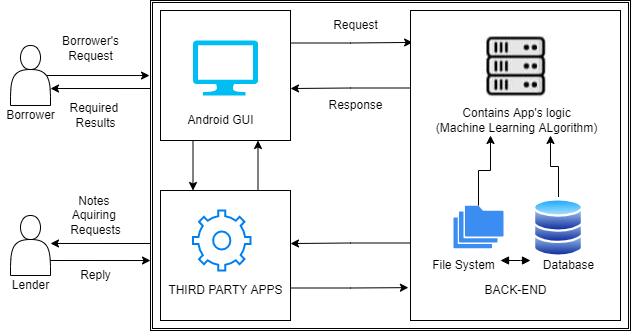 Borrower's
Request
Request
Borrower
Required
Results
Android GUI
Response
Contains App's logic
(Machine Learning ALgorithm)
Notes
Aquiring
Requests
Lender
Reply
THIRD PARTY APPS
File System
Database
BACK-END